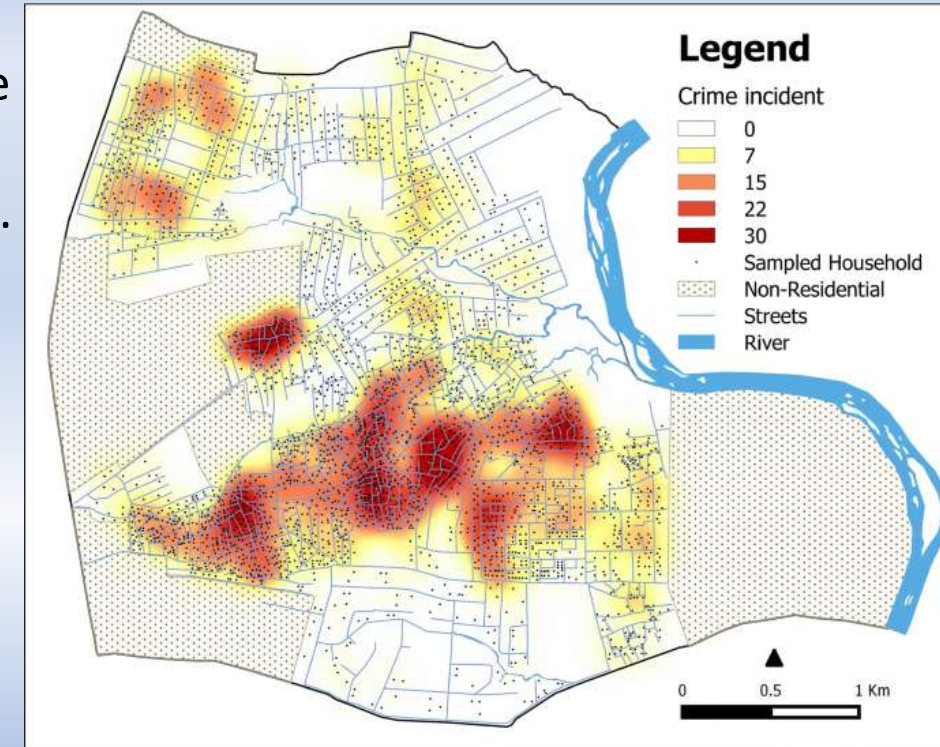 e
.
Legend
Crime incident
0
7
15
22
30
Sampled Household
Non-Residential
Streets
River
0 0.5 1 Km